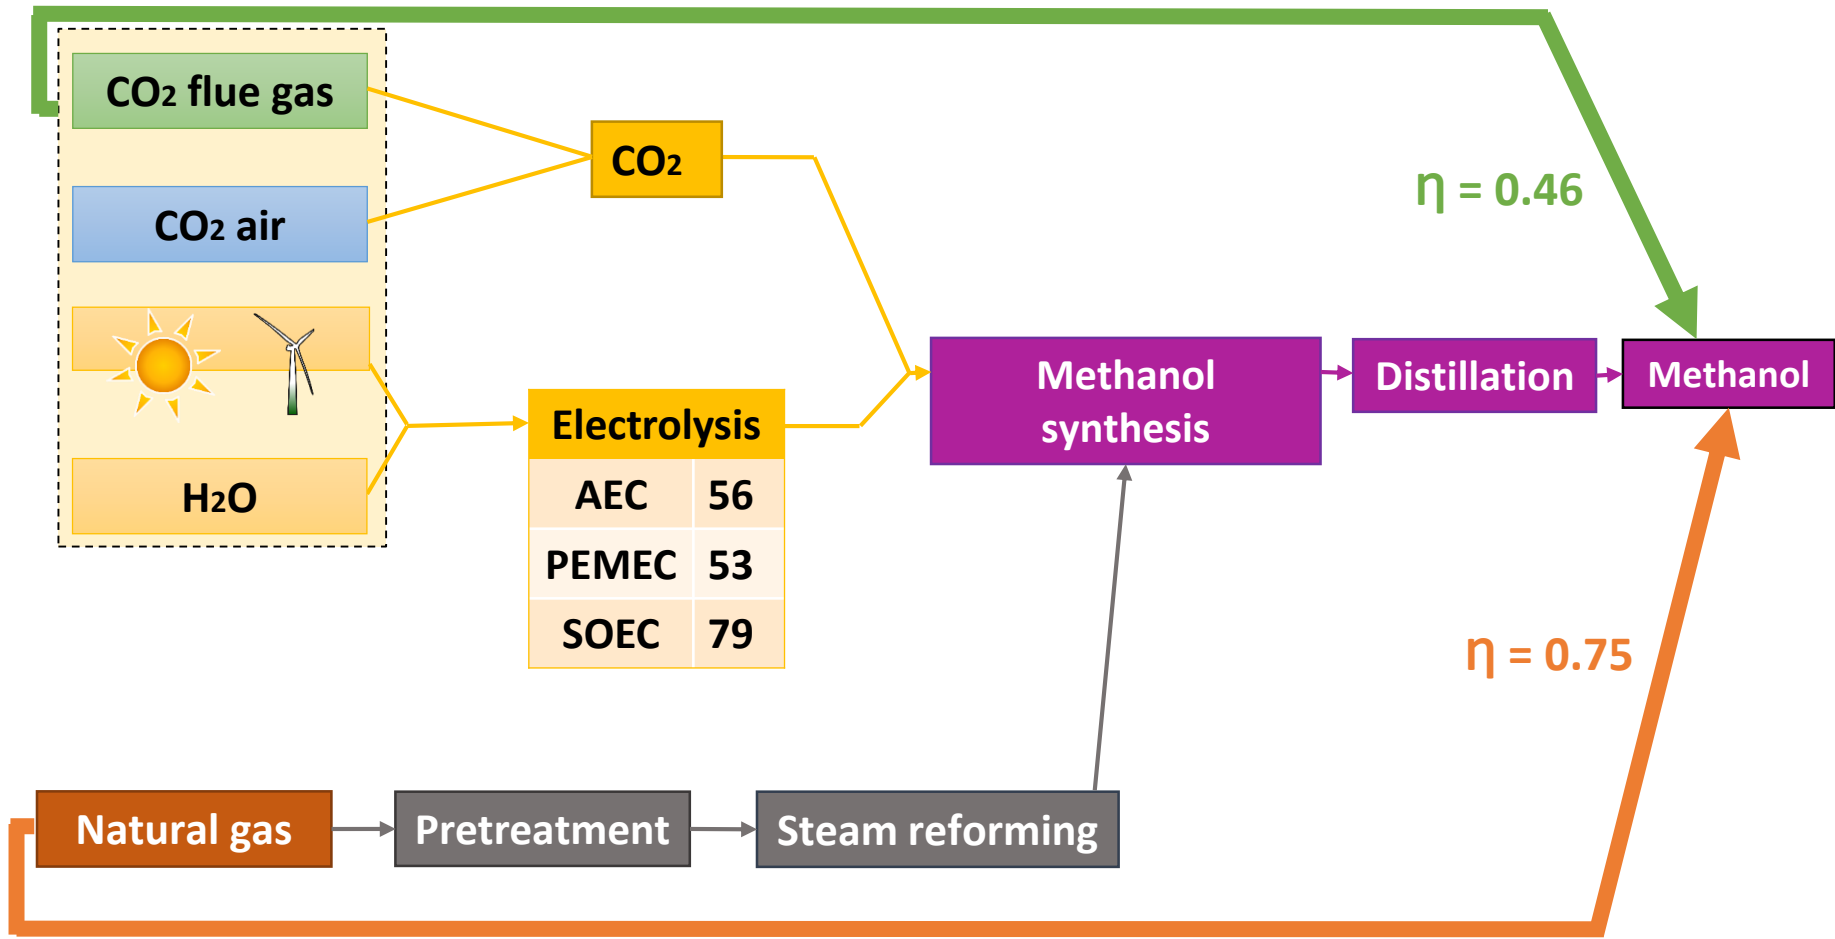 CO2 flue gas
CO2 air
H2O
CO2
Electrolysis
AEC 56
PEMEC 53
SOEC 79
Methanol
synthesis
Distillation
Methanol
η = 0.46
η = 0.75
Natural gas
Pretreatment
Steam reforming